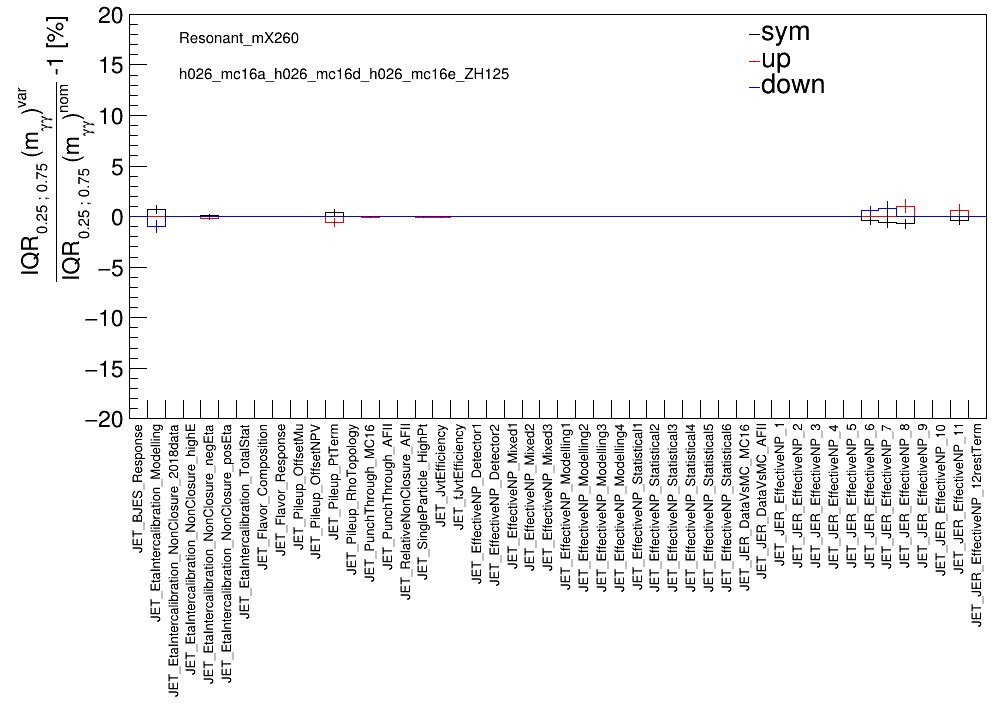 IQR0.25 ; 0.75 (mγγ)var
IQR0.25 ; 0.75 (mγγ)nom
-1 [%]
20
15
10
5
0
−5
−10
−15
−20
Resonant_mX260
h026_mc16a_h026_mc16d_h026_mc16e_ZH125
sym
up
down
JET_BJES_Response
JET_EtaIntercalibration_Modelling
JET_EtaIntercalibration_NonClosure_2018data
JET_EtaIntercalibration_NonClosure_highE
JET_EtaIntercalibration_NonClosure_negEta
JET_EtaIntercalibration_NonClosure_posEta
JET_EtaIntercalibration_TotalStat
JET_Flavor_Composition
JET_Flavor_Response
JET_Pileup_OffsetMu
JET_Pileup_OffsetNPV
JET_Pileup_PtTerm
JET_Pileup_RhoTopology
JET_PunchThrough_MC16
JET_PunchThrough_AFII
JET_RelativeNonClosure_AFII
JET_SingleParticle_HighPt
JET_JvtEfficiency
JET_fJvtEfficiency
JET_EffectiveNP_Detector1
JET_EffectiveNP_Detector2
JET_EffectiveNP_Mixed1
JET_EffectiveNP_Mixed2
JET_EffectiveNP_Mixed3
JET_EffectiveNP_Modelling1
JET_EffectiveNP_Modelling2
JET_EffectiveNP_Modelling3
JET_EffectiveNP_Modelling4
JET_EffectiveNP_Statistical1
JET_EffectiveNP_Statistical2
JET_EffectiveNP_Statistical3
JET_EffectiveNP_Statistical4
JET_EffectiveNP_Statistical5
JET_EffectiveNP_Statistical6
JET_JER_DataVsMC_MC16
JET_JER_DataVsMC_AFII
JET_JER_EffectiveNP_1
JET_JER_EffectiveNP_2
JET_JER_EffectiveNP_3
JET_JER_EffectiveNP_4
JET_JER_EffectiveNP_5
JET_JER_EffectiveNP_6
JET_JER_EffectiveNP_7
JET_JER_EffectiveNP_8
JET_JER_EffectiveNP_9
JET_JER_EffectiveNP_10
JET_JER_EffectiveNP_11
JET_JER_EffectiveNP_12restTerm